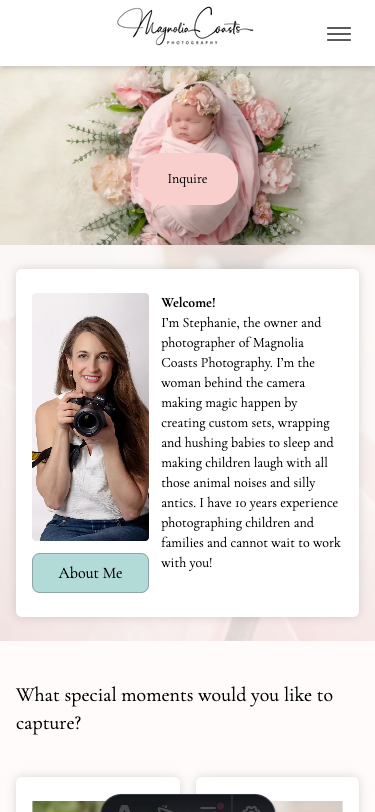 Magnolia Coasts
PHOTOGRAPHY
Inquire
Welcome!
I'm Stephanie, the owner and
photographer of Magnolia
Coasts Photography. I'm the
woman behind the camera
making magic happen by
creating custom sets, wrapping
and hushing babies to sleep and
making children laugh with all
those animal noises and silly
antics. I have 10 years experience
photographing children and
families and cannot wait to work
with you!
About Me
What special moments would you like to
capture?